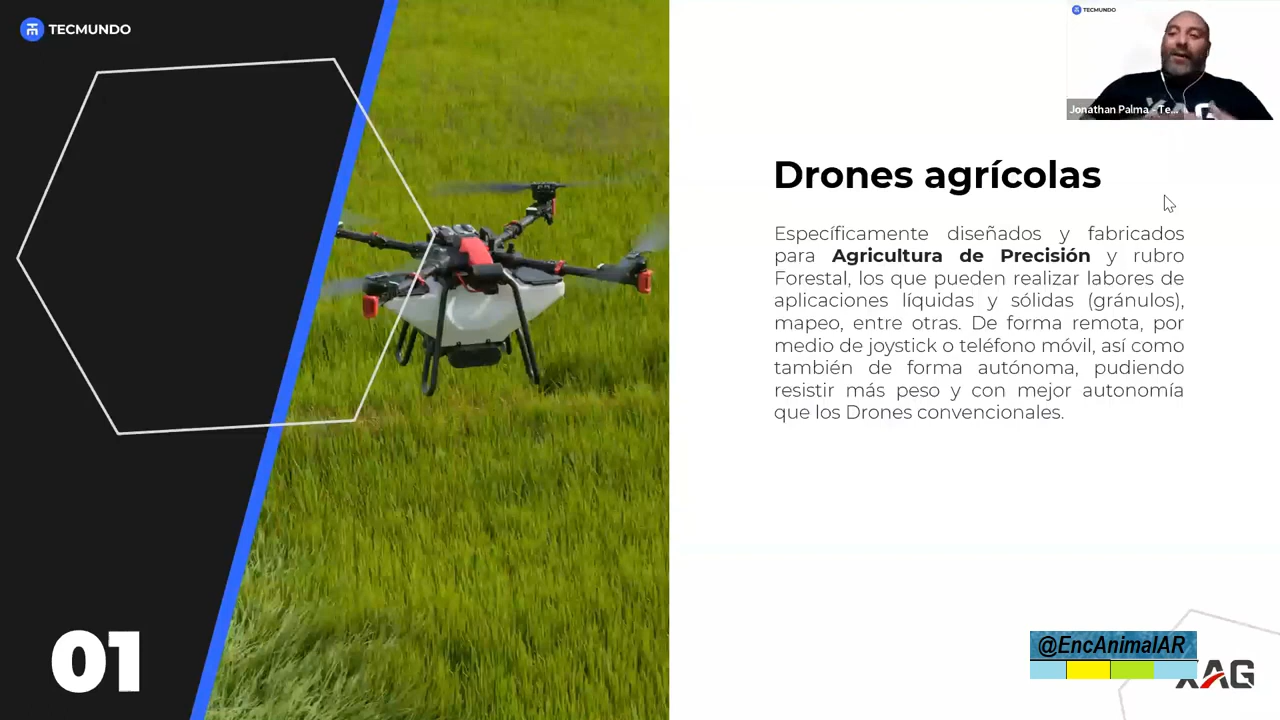 TECMUNDO
TECMUNDO
Jonathan Palma - Te...
Drones agrícolas
Específicamente diseñados y fabricados
para Agricultura de Precisión y rubro
Forestal, los que pueden realizar labores de
aplicaciones líquidas y sólidas (gránulos),
mapeo, entre otras. De forma remota, por
medio de joystick o teléfono móvil, así como
también de forma autónoma, pudiendo
resistir más peso y con mejor autonomía
que los Drones convencionales.
01
@EncAnimalAR
XAG